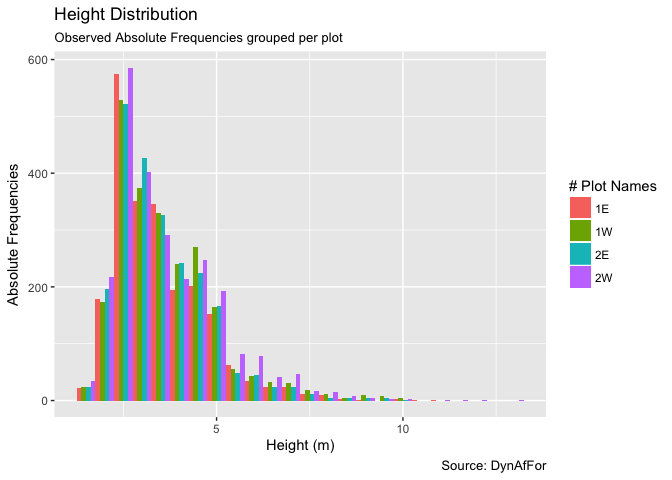 Height Distribution
Observed Absolute Frequencies grouped per plot
Absolute Frequencies
600
400
200
0
5
10
Height (m)
# Plot Names
1E
1W
2E
2W
Source: DynAfFor